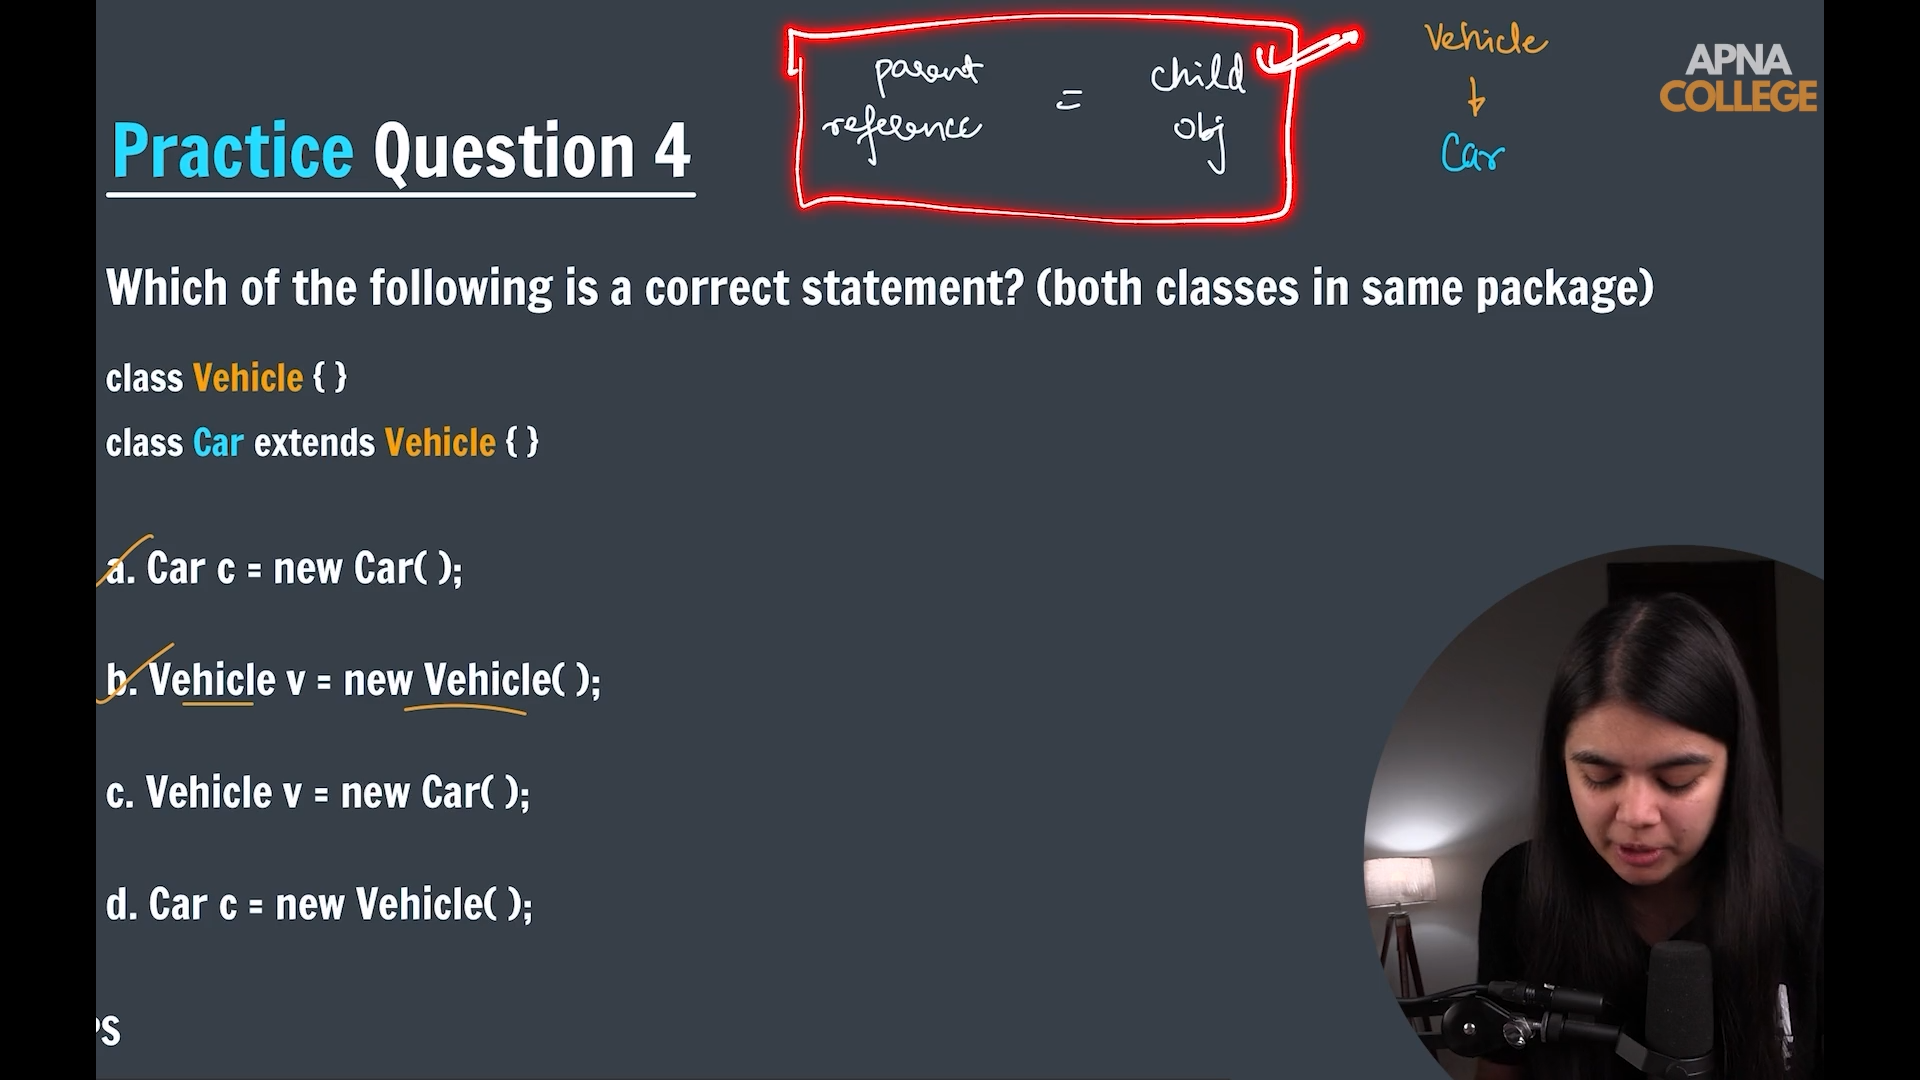 parent
reference
=
child
obj
Vehicle
Car
APNA
COLLEGE
Practice Question 4
Which of the following is a correct statement? (both classes in same package)
class Vehicle { }
class Car extends Vehicle { }
a. Car c = new Car( );
b. Vehicle v = new Vehicle( );
c. Vehicle v = new Car( );
d. Car c = new Vehicle( );
PS